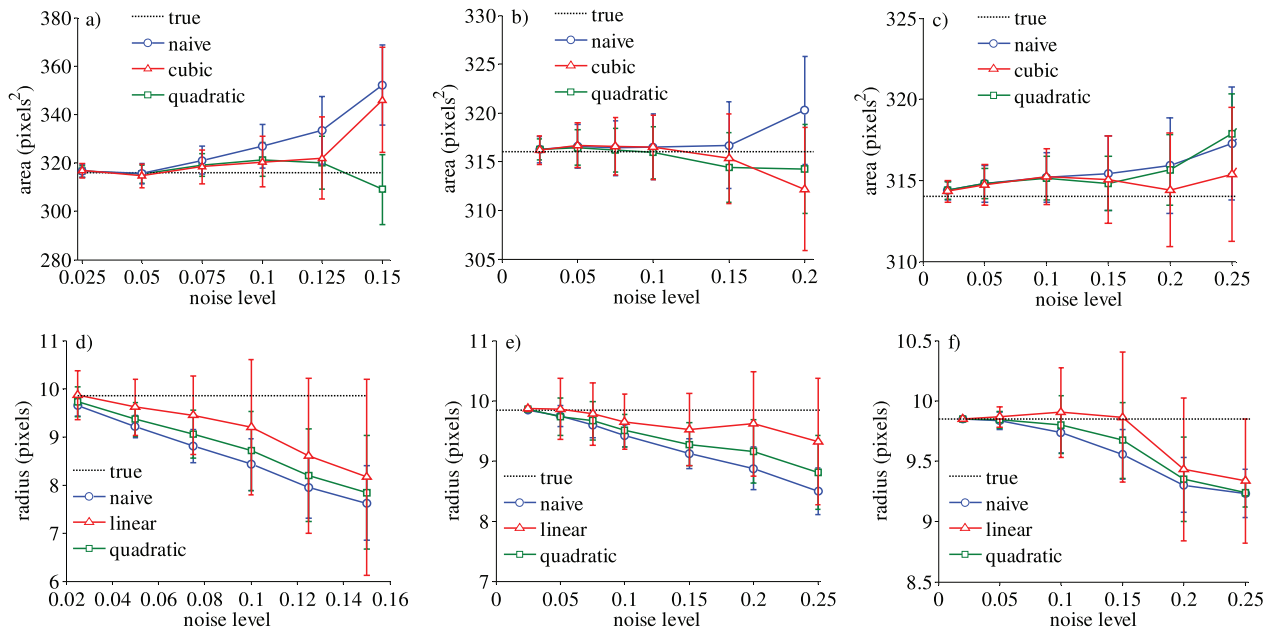 a)
true
naive
cubic
quadratic
area (pixels²)
380
360
340
320
300
280
0.025 0.05 0.075 0.1 0.125 0.15
noise level
b)
true
naive
cubic
quadratic
area (pixels²)
330
325
320
315
310
305
0 0.05 0.1 0.15 0.2
noise level
c)
true
naive
cubic
quadratic
area (pixels²)
325
320
315
310
0 0.05 0.1 0.15 0.20 0.25
noise level
d)
radius (pixels)
11
10
9
8
7
6
true
naive
linear
quadratic
0.02 0.04 0.06 0.08 0.1 0.12 0.14 0.16
noise level
e)
radius (pixels)
11
10
9
8
7
true
naive
linear
quadratic
0 0.05 0.1 0.15 0.2 0.25
noise level
f)
radius (pixels)
10.5
10.0
9.5
9
8.5
true
naive
linear
quadratic
0 0.05 0.1 0.15 0.2 0.25
noise level